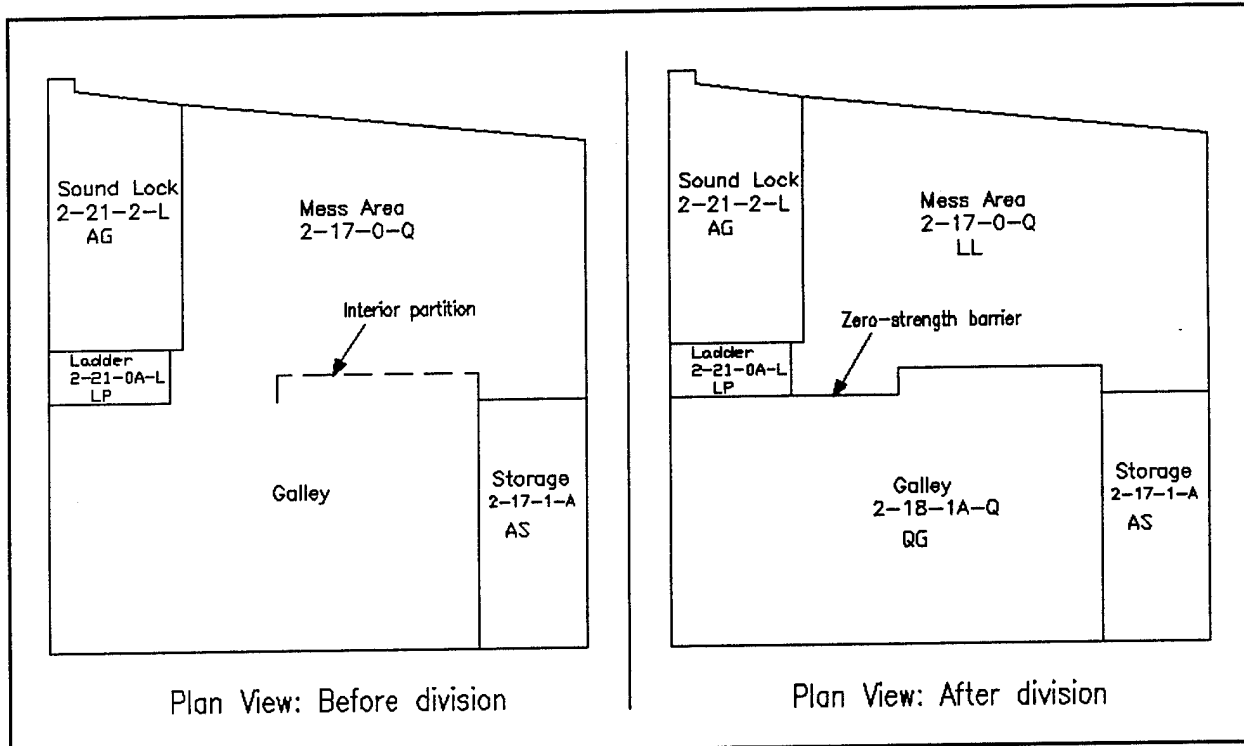 Sound Lock
2-21-2-L
AG
Mess Area
2-17-0-Q
Interior partition
Ladder
2-21-0A-L
LP
Galley
Storage
2-17-1-A
AS
Plan View: Before division
Sound Lock
2-21-2-L
AG
Mess Area
2-17-0-Q
LL
Zero-strength barrier
Ladder
2-21-0A-L
LP
Galley
2-18-1A-Q
QG
Storage
2-17-1-A
AS
Plan View: After division